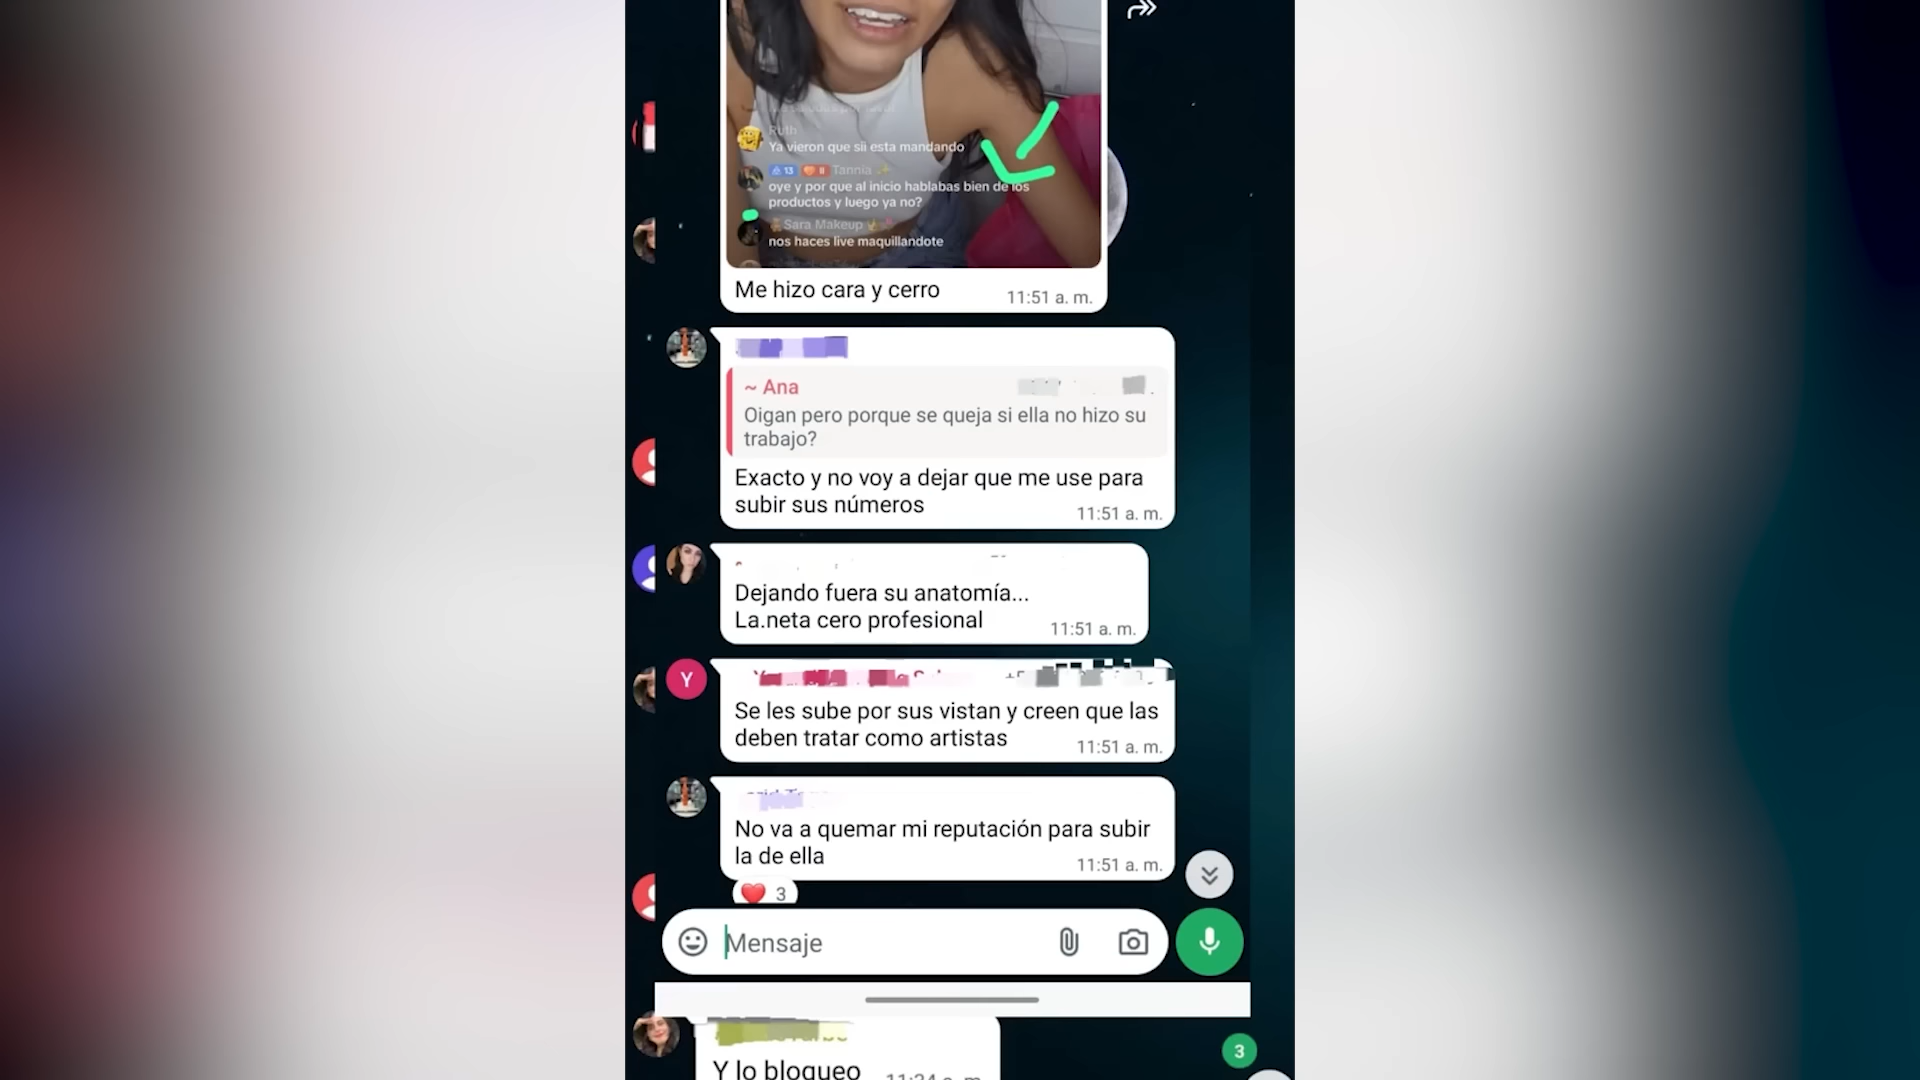 Ruth
Ya vieron que sii esta mandando
13 II Tannia
oye y por que al inicio hablabas bien de los
productos y luego ya no?
Sara Makeup
nos haces live maquillandote
Me hizo cara y cerro
11:51 a. m.
~ Ana
Oigan pero porque se queja si ella no hizo su
trabajo?
Exacto y no voy a dejar que me use para
subir sus números
11:51 a. m.
Dejando fuera su anatomía...
La.neta cero profesional
11:51 a. m.
Y
Se les sube por sus vistan y creen que las
deben tratar como artistas
11:51 a. m.
No va a quemar mi reputación para subir
la de ella
11:51 a. m.
3
Mensaje
3
Y lo bloqueo